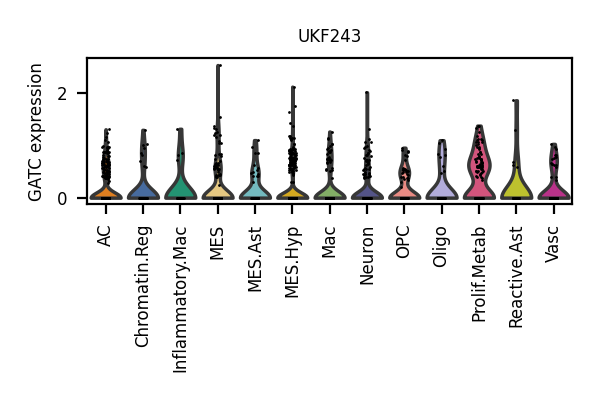 UKF243
GATC expression
2
0
AC
Chromatin.Reg
Inflammatory.Mac
MES
MES.Ast
MES.Hyp
Mac
Neuron
OPC
Oligo
Prolif.Metab
Reactive.Ast
Vasc